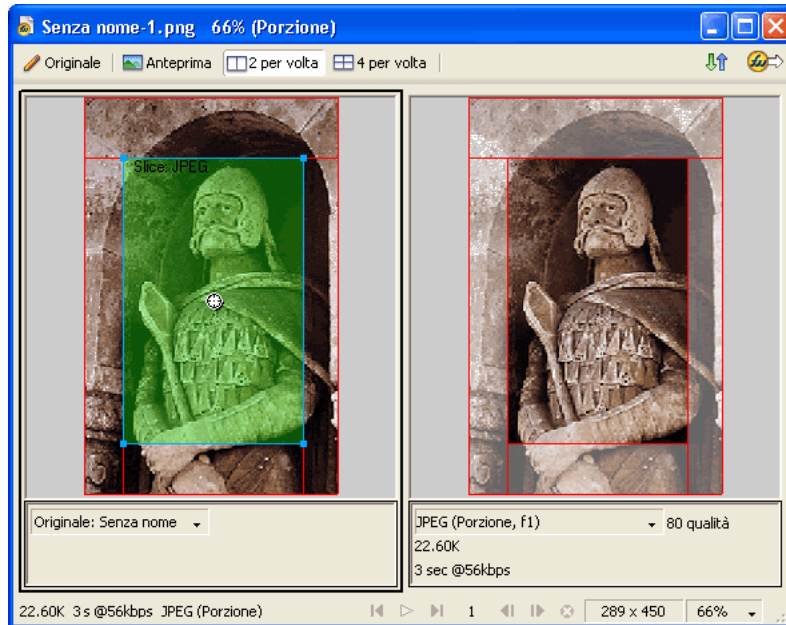 Senza nome-1.png 66% (Porzione)
Originale Anteprima 2 per volta 4 per volta
Slice: JPEG
Originale: Senza nome
JPEG (Porzione, f1) 80 qualità
22.60K
3 sec @56kbps
22.60K 3 s @56kbps JPEG (Porzione) 1 289 x 450 66%